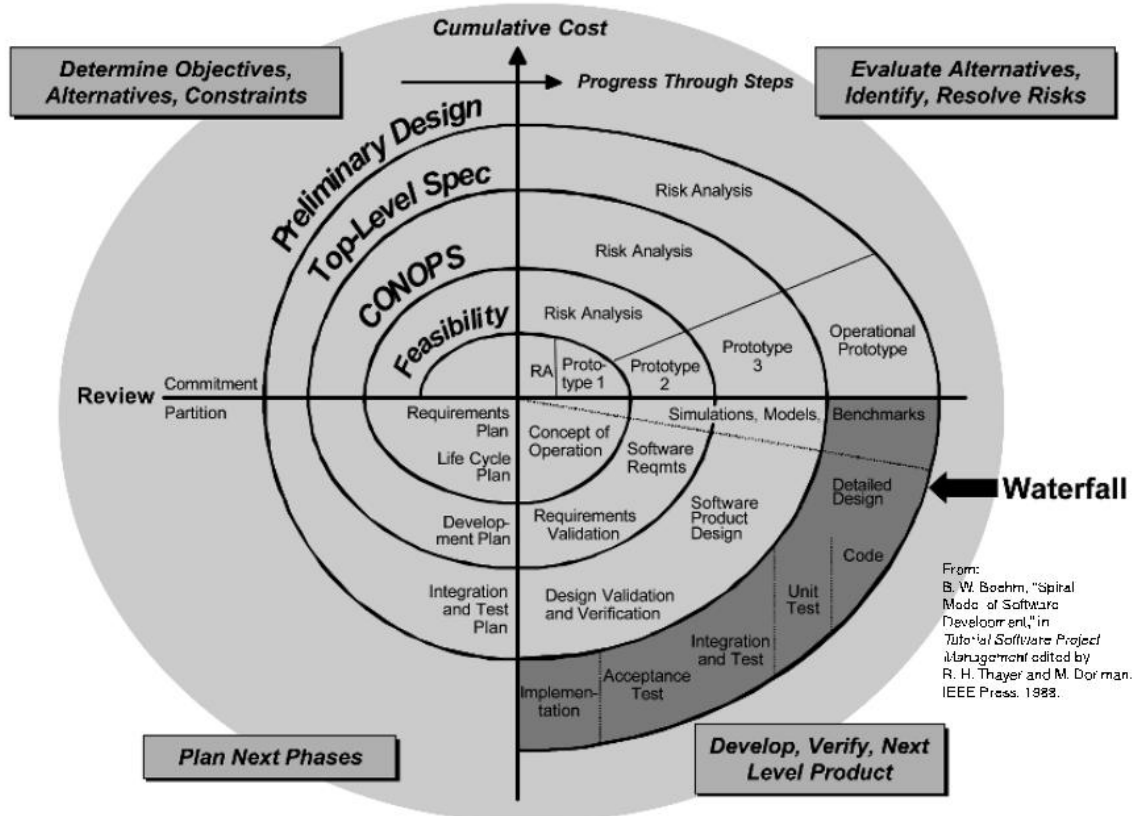 Cumulative Cost
Determine Objectives,
Alternatives, Constraints
Progress Through Steps
Evaluate Alternatives,
Identify, Resolve Risks
Preliminary Design
Top-Level Spec
CONOPS
Feasibility
Risk Analysis
Risk Analysis
Risk Analysis
RA
Proto-
type 1
Prototype
2
Prototype
3
Operational
Prototype
Review
Commitment
Partition
Requirements
Plan
Life Cycle
Plan
Concept of
Operation
Simulations, Models, Benchmarks
Software
Reqmts
Detailed
Design
Waterfall
Develop-
ment Plan
Requirements
Validation
Software
Product
Design
Code
Unit
Test
Integration
and Test
Plan
Design Validation
and Verification
Integration
and Test
Acceptance
Test
Implemen-
tation
From:
B. W. Boehm, "Spiral
of Software
Development," in
Tutorial Software Project
Management edited by
R. H. Thayer and M. Dorfman.
IEEE Press. 1988.
Plan Next Phases
Develop, Verify, Next
Level Product